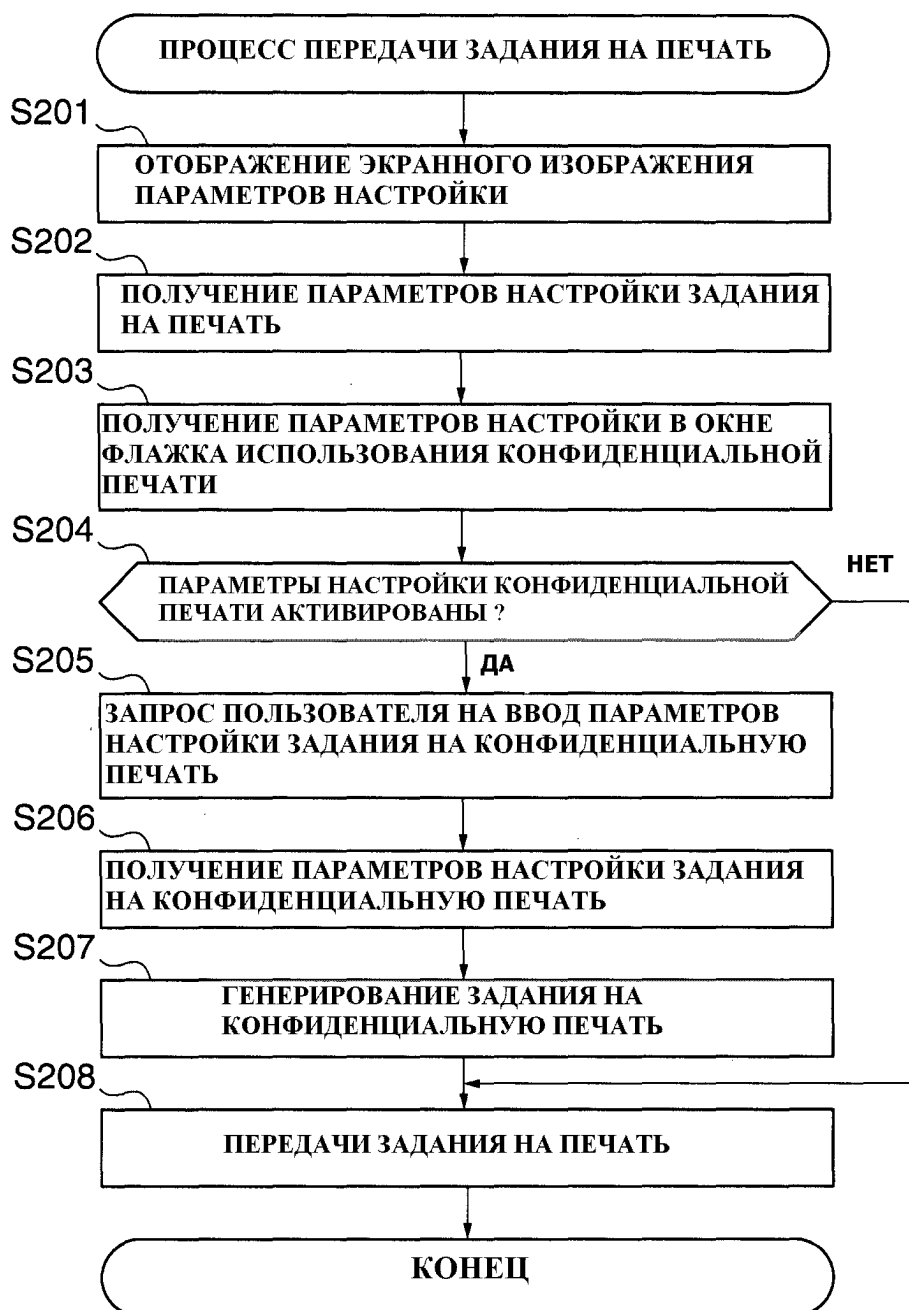 ПРОЦЕСС ПЕРЕДАЧИ ЗАДАНИЯ НА ПЕЧАТЬ
S201
ОТОБРАЖЕНИЕ ЭКРАННОГО ИЗОБРАЖЕНИЯ
ПАРАМЕТРОВ НАСТРОЙКИ
S202
ПОЛУЧЕНИЕ ПАРАМЕТРОВ НАСТРОЙКИ ЗАДАНИЯ
НА ПЕЧАТЬ
S203
ПОЛУЧЕНИЕ ПАРАМЕТРОВ НАСТРОЙКИ В ОКНЕ
ФЛАЖКА ИСПОЛЬЗОВАНИЯ КОНФИДЕНЦИАЛЬНОЙ
ПЕЧАТИ
S204
ПАРАМЕТРЫ НАСТРОЙКИ КОНФИДЕНЦИАЛЬНОЙ
ПЕЧАТИ АКТИВИРОВАНЫ ?
НЕТ
ДА
S205
ЗАПРОС ПОЛЬЗОВАТЕЛЯ НА ВВОД ПАРАМЕТРОВ
НАСТРОЙКИ ЗАДАНИЯ НА КОНФИДЕНЦИАЛЬНУЮ
ПЕЧАТЬ
S206
ПОЛУЧЕНИЕ ПАРАМЕТРОВ НАСТРОЙКИ ЗАДАНИЯ
НА КОНФИДЕНЦИАЛЬНУЮ ПЕЧАТЬ
S207
ГЕНЕРИРОВАНИЕ ЗАДАНИЯ НА
КОНФИДЕНЦИАЛЬНУЮ ПЕЧАТЬ
S208
ПЕРЕДАЧИ ЗАДАНИЯ НА ПЕЧАТЬ
КОНЕЦ